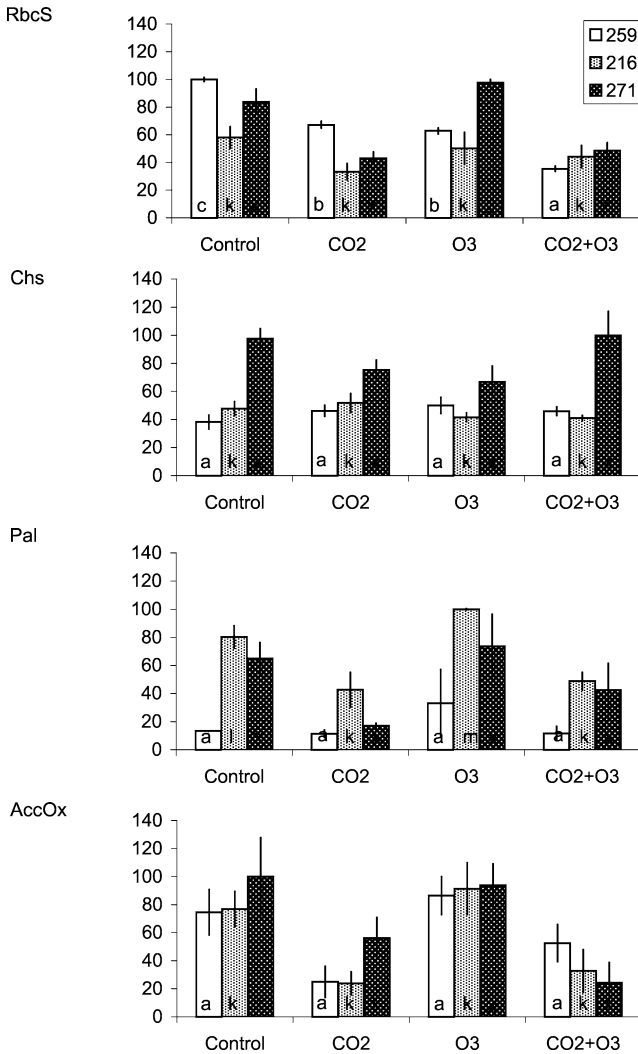 RbcS
259
216
271
140
120
100
80
60
40
20
0
c k b k b k a k
Control CO2 O3 CO2+O3
Chs
140
120
100
80
60
40
20
0
a k a k a k a k
Control CO2 O3 CO2+O3
Pal
140
120
100
80
60
40
20
0
a l a k a m a k
Control CO2 O3 CO2+O3
AccOx
140
120
100
80
60
40
20
0
a k a k a k a k
Control CO2 O3 CO2+O3